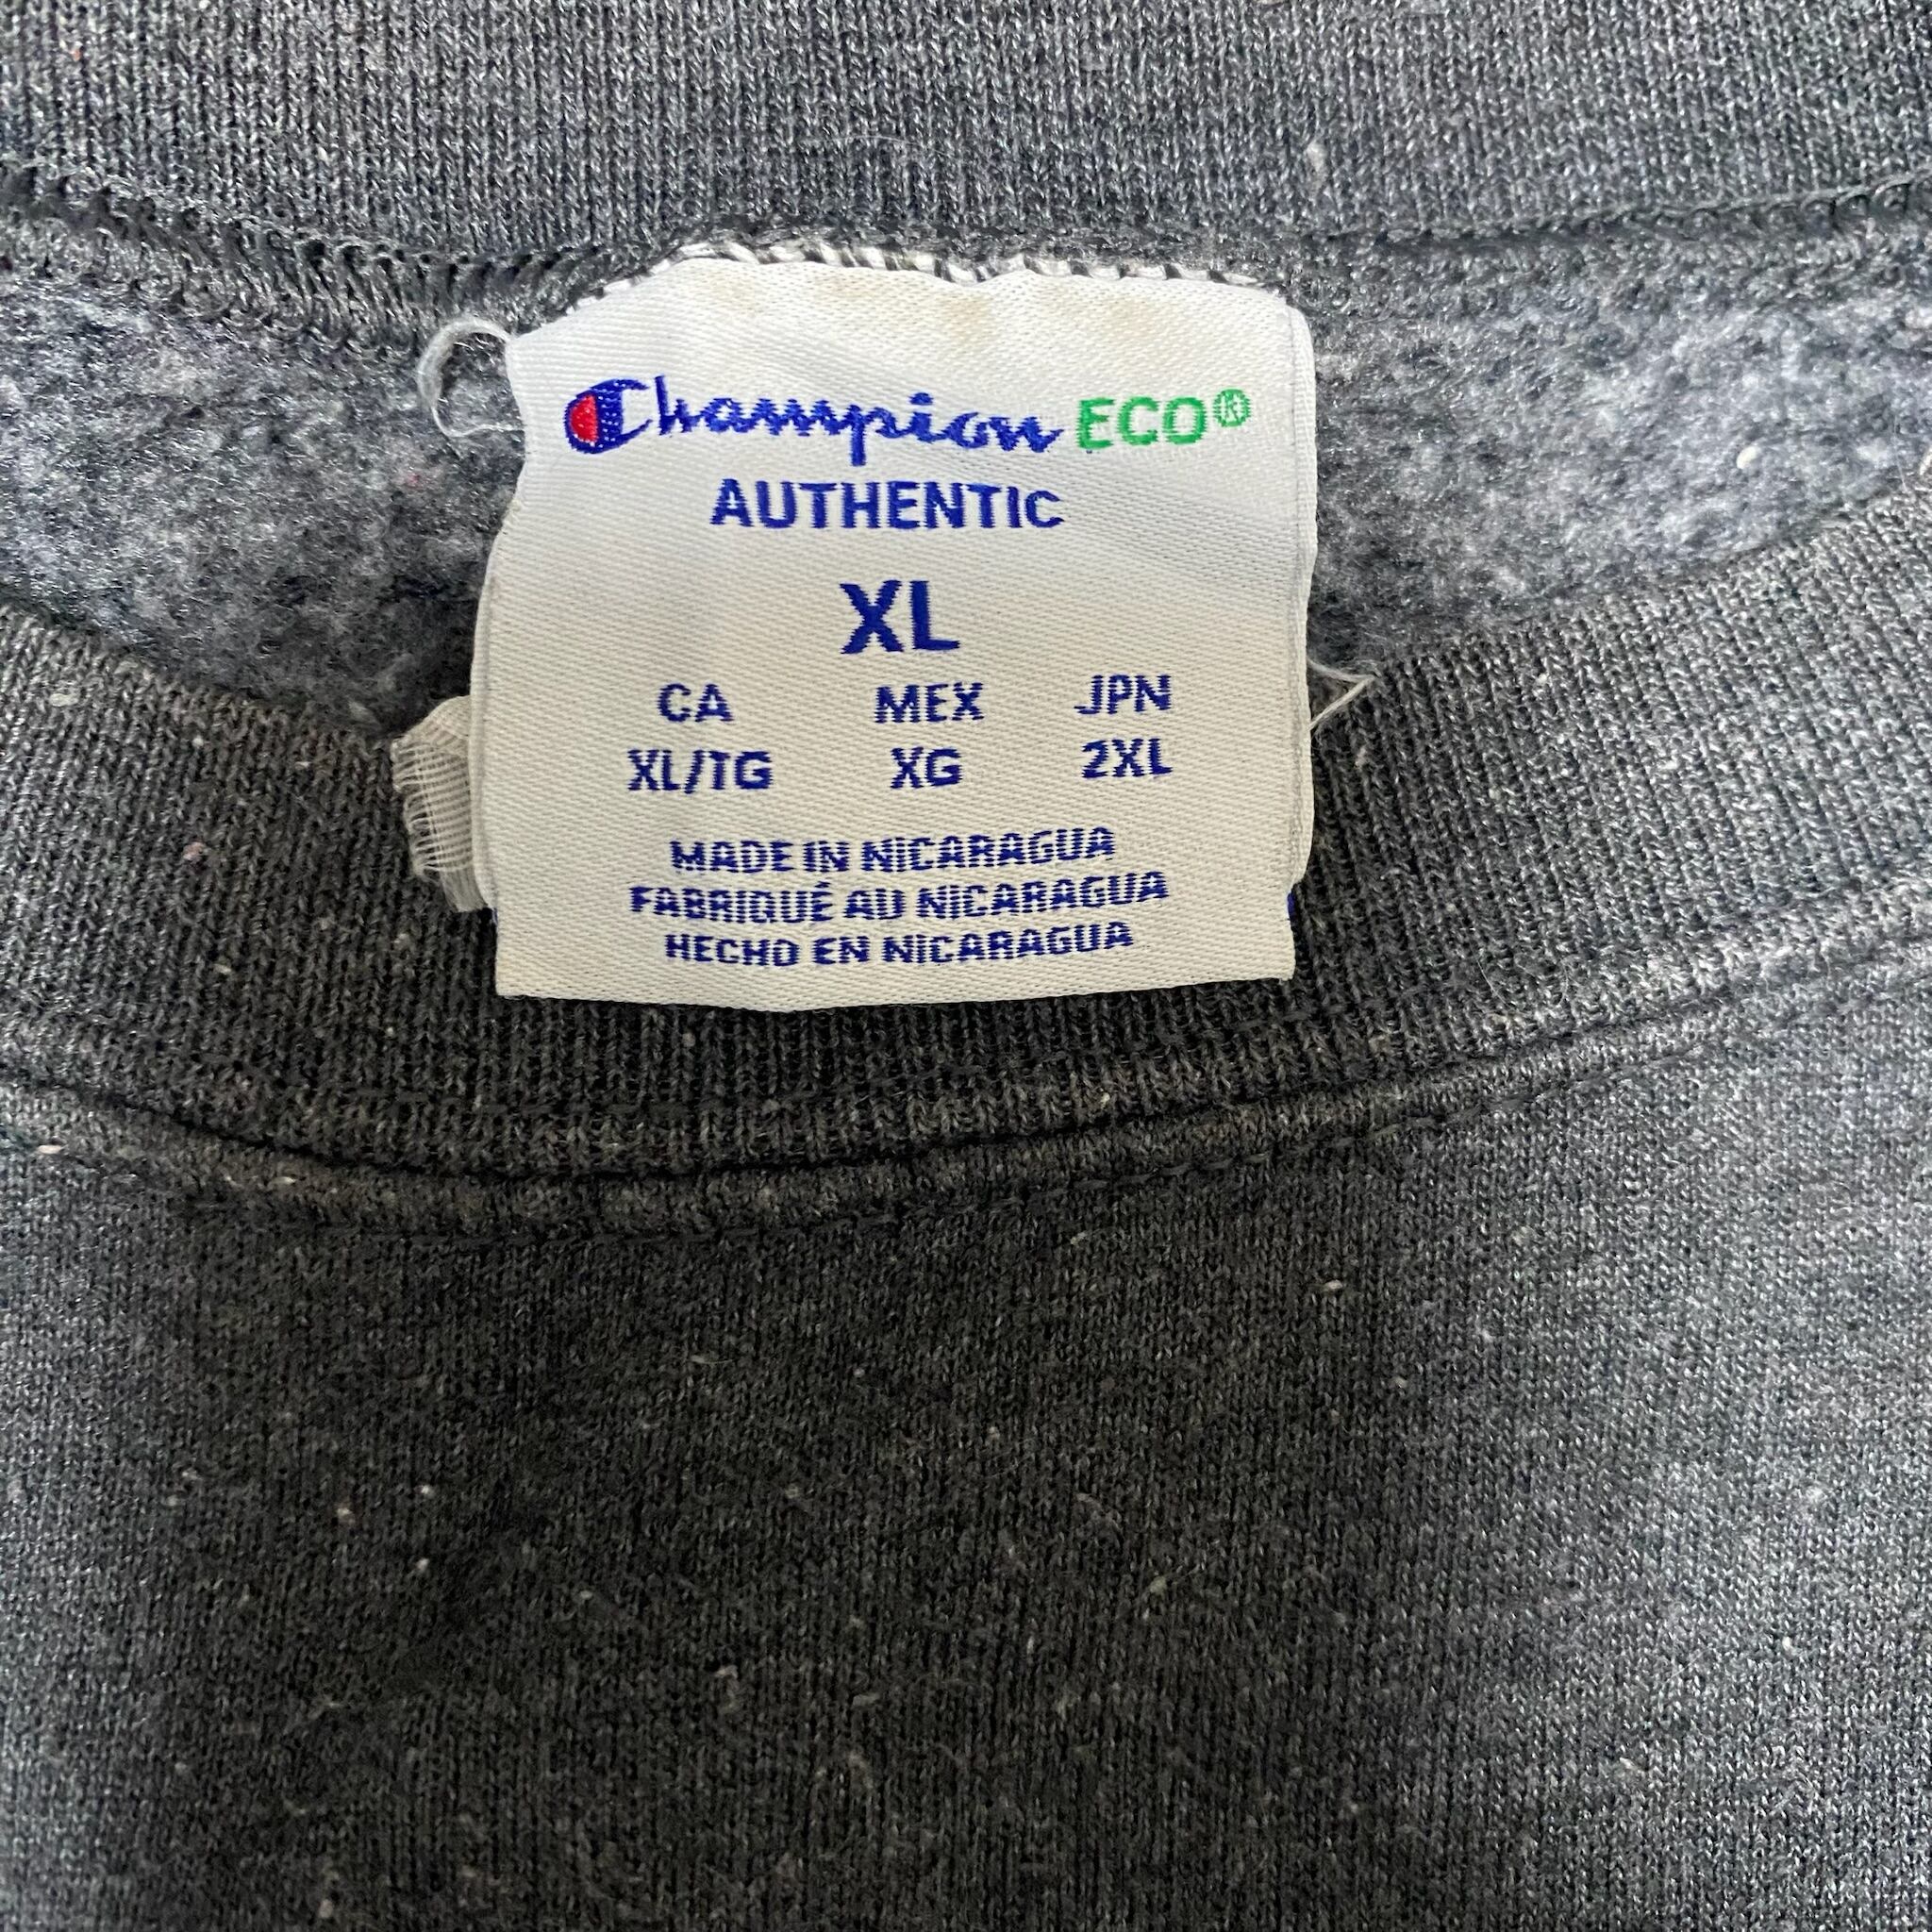 Champion ECO®
AUTHENTIC
XL
CA MEX JPN
XL/TG XG 2XL
MADE IN NICARAGUA
FABRIQUÉ AU NICARAGUA
HECHO EN NICARAGUA